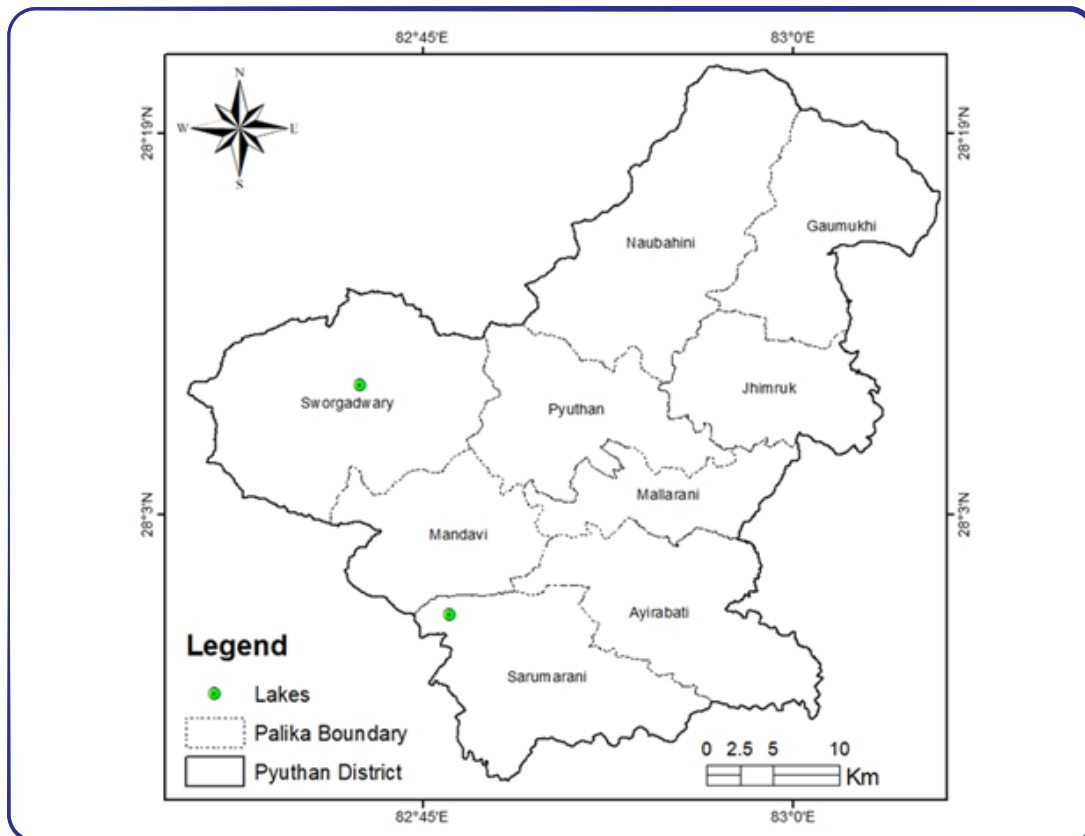 82°45'E 83°0'E
N
W E
S
28°19'N 28°19'N
Gaumukhi
Naubahini
Jhimruk
Sworgadwary
Pyuthan
Mallarani
28°3'N 28°3'N
Mandavi
Ayirabati
Sarumarani
Legend
Lakes
Palika Boundary
Pyuthan District
0 2.5 5 10
Km
82°45'E 83°0'E